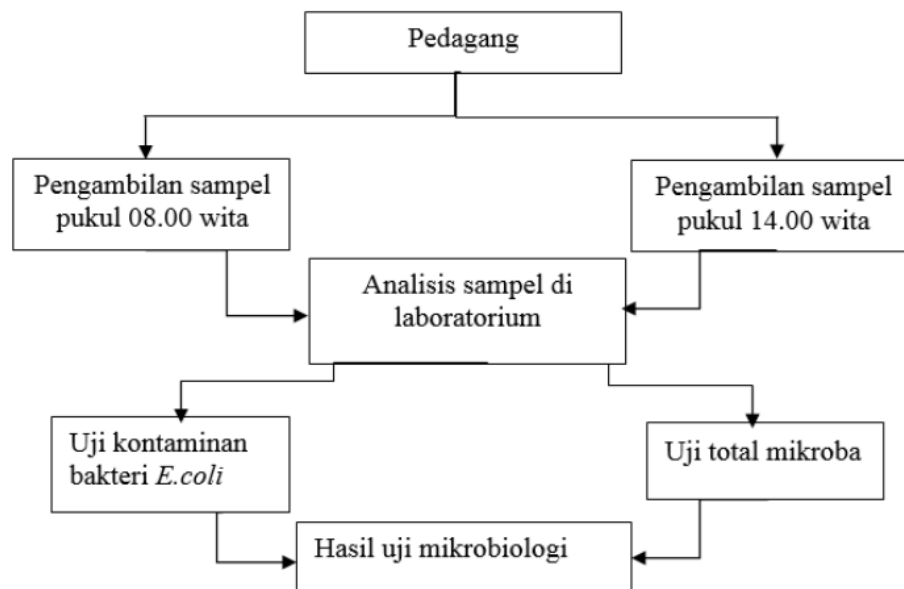 Pedagang
Pengambilan sampel
pukul 08.00 wita
Pengambilan sampel
pukul 14.00 wita
Analisis sampel di
laboratorium
Uji kontaminan
bakteri E.coli
Uji total mikroba
Hasil uji mikrobiologi